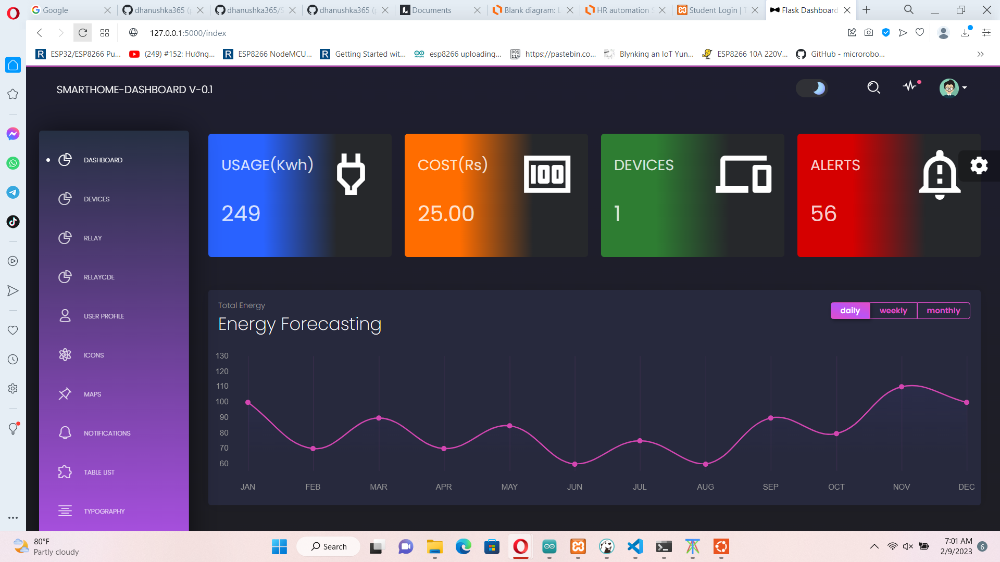 Google
dhanushka365 (
dhanushka365/S
dhanushka365 (
Documents
Blank diagram: L
HR automation S
Student Login | T
Flask Dashboard
127.0.0.1:5000/index
ESP32/ESP8266 Pu...
(249) #152: Hướng...
ESP8266 NodeMCU...
Getting Started wit...
esp8266 uploading...
https://pastebin.co...
Blynking an IoT Yun...
ESP8266 10A 220V...
GitHub - microrobo...
SMARTHOME-DASHBOARD V-0.1
DASHBOARD
DEVICES
RELAY
RELAYCDE
USER PROFILE
ICONS
MAPS
NOTIFICATIONS
TABLE LIST
TYPOGRAPHY
USAGE(Kwh)
249
COST(Rs)
100
25.00
DEVICES
1
ALERTS
56
Total Energy
Energy Forecasting
daily
weekly
monthly
130
120
110
100
90
80
70
60
JAN
FEB
MAR
APR
MAY
JUN
JUL
AUG
SEP
OCT
NOV
DEC
80°F
Partly cloudy
Search
7:01 AM
2/9/2023
6